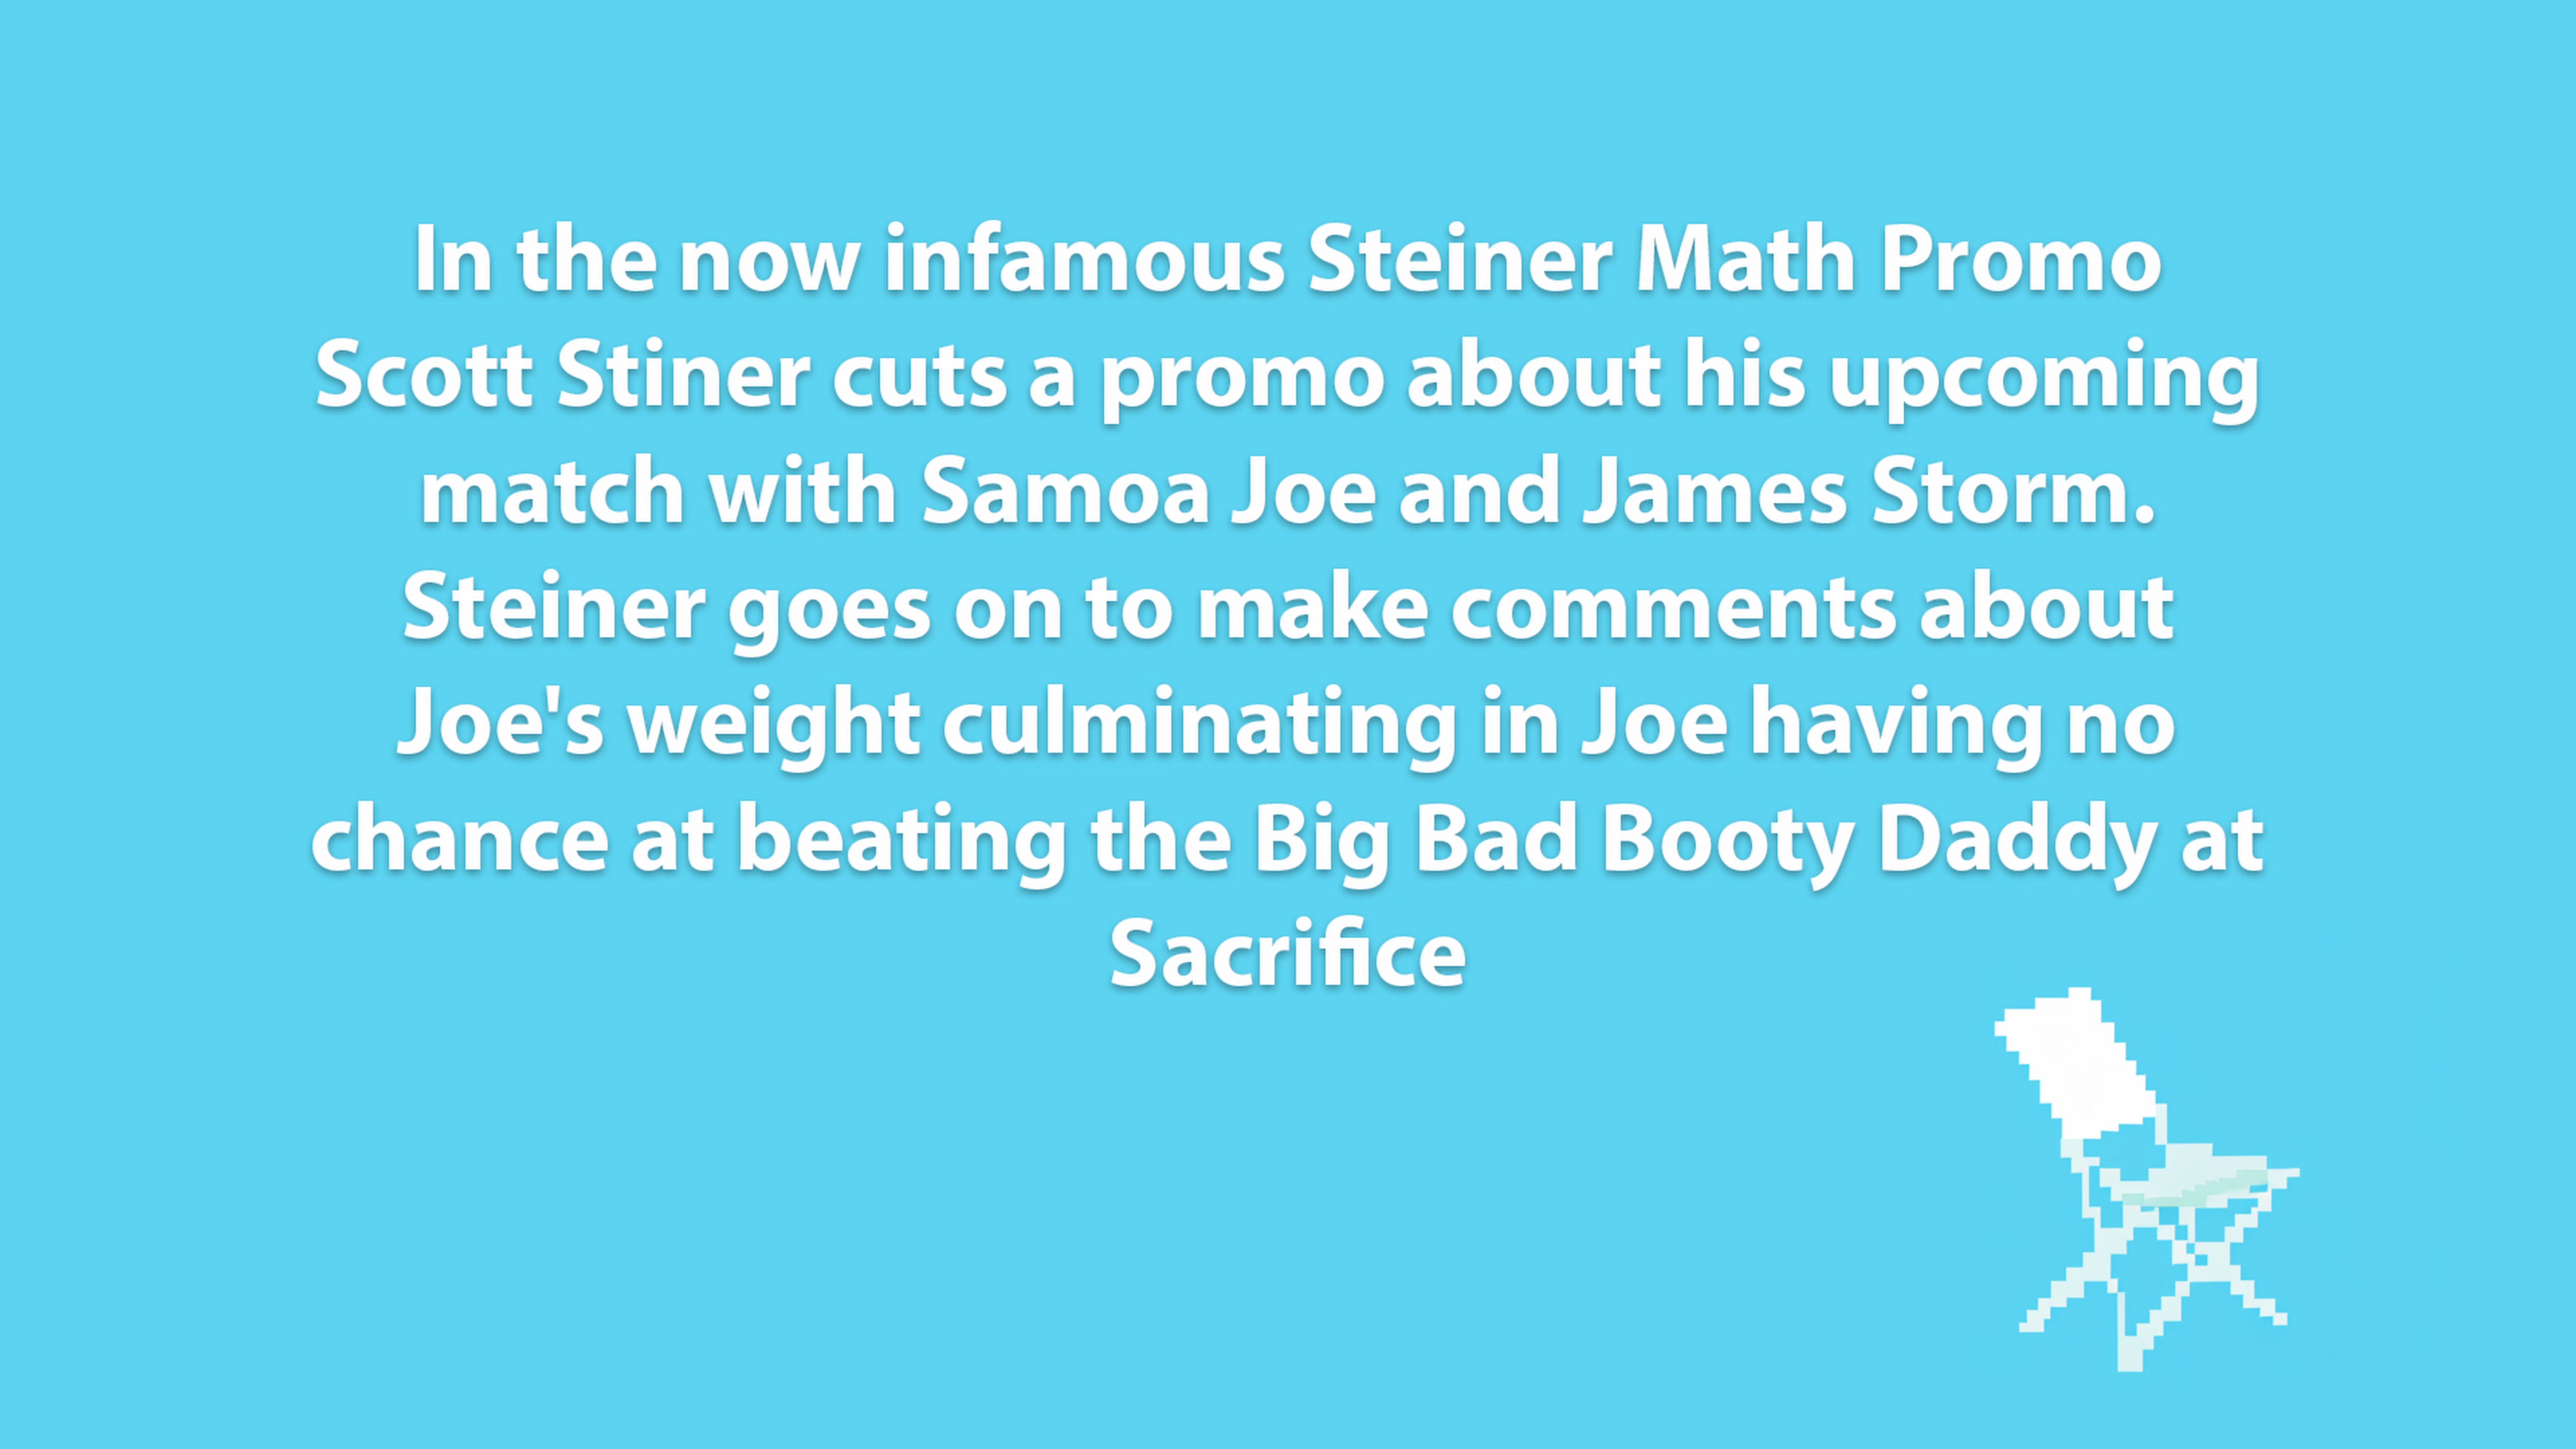 In the now infamous Steiner Math Promo
Scott Stiner cuts a promo about his upcoming
match with Samoa Joe and James Storm.
Steiner goes on to make comments about
Joe's weight culminating in Joe having no
chance at beating the Big Bad Booty Daddy at
Sacrifice